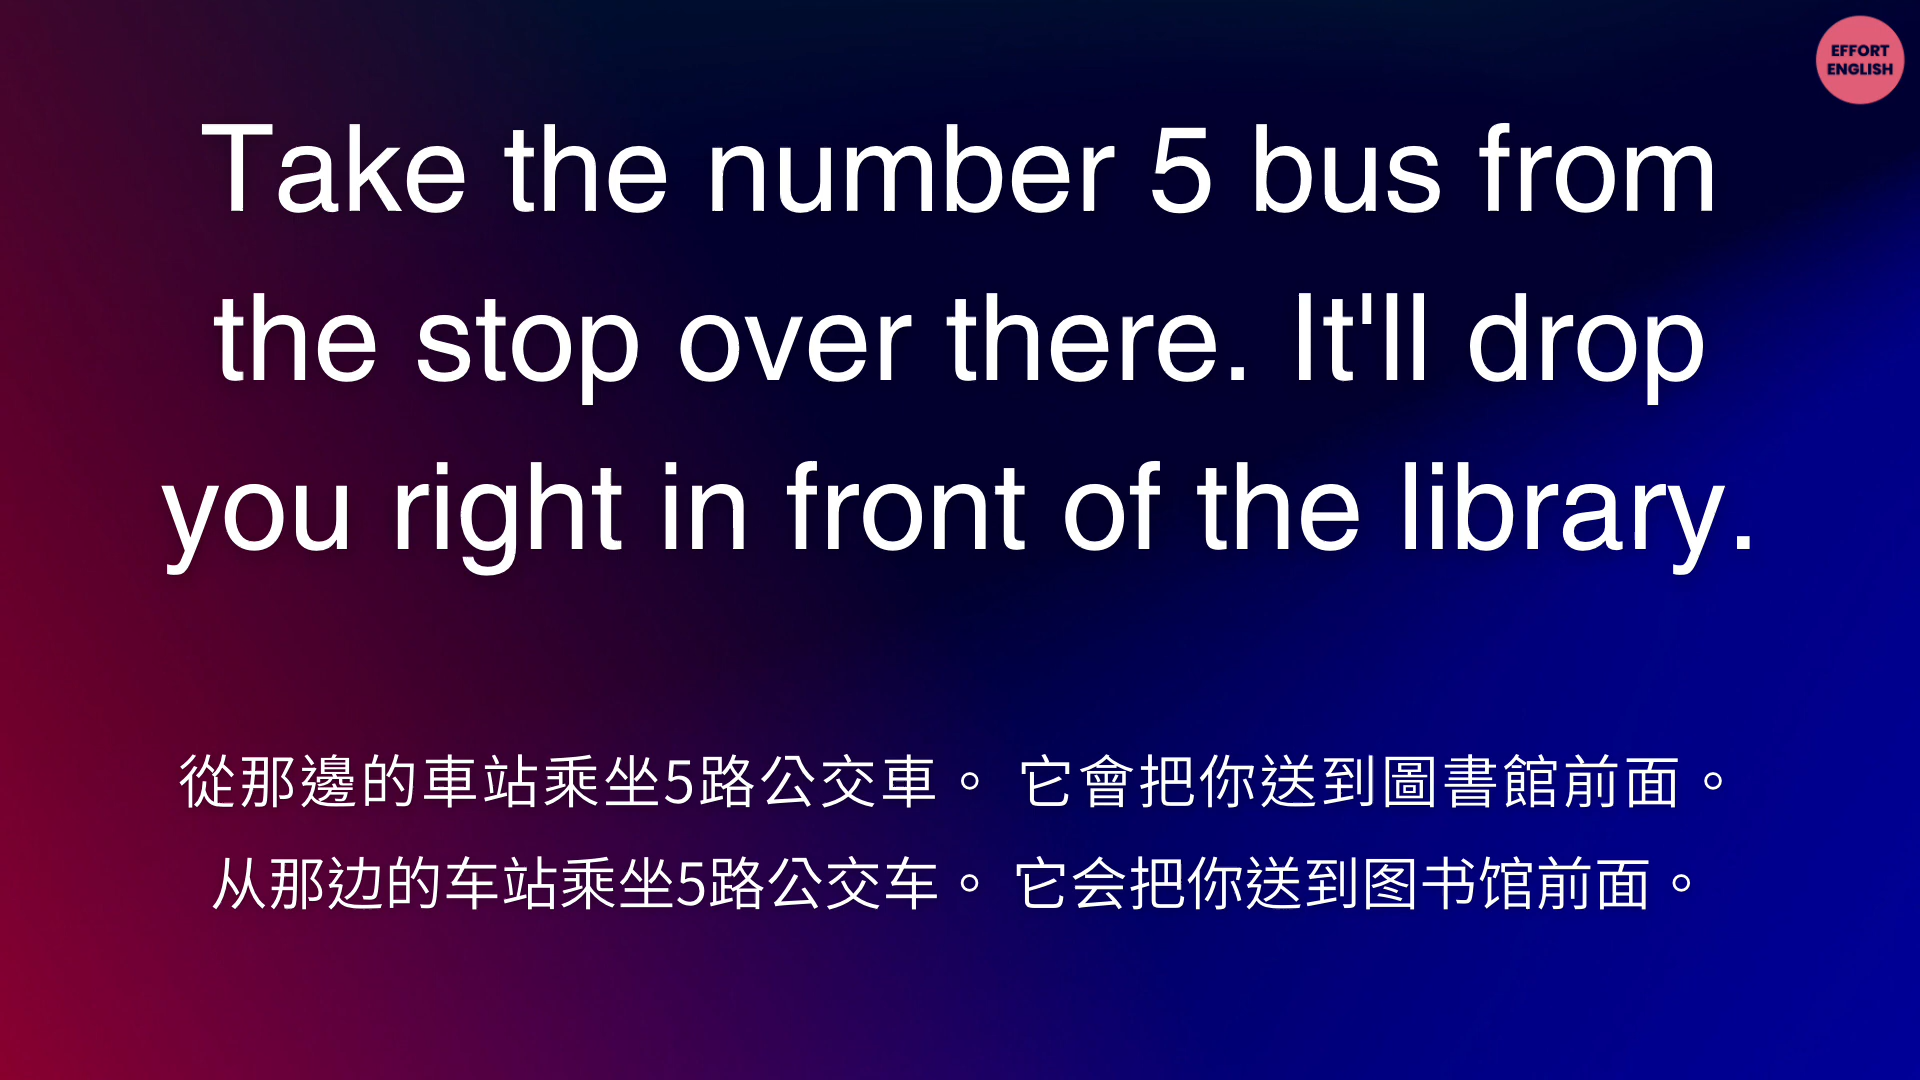 EFFORT
ENGLISH
Take the number 5 bus from
the stop over there. It'll drop
you right in front of the library.
從那邊的車站乘坐5路公交車。 它會把你送到圖書館前面。
从那边的车站乘坐5路公交车。 它会把你送到图书馆前面。